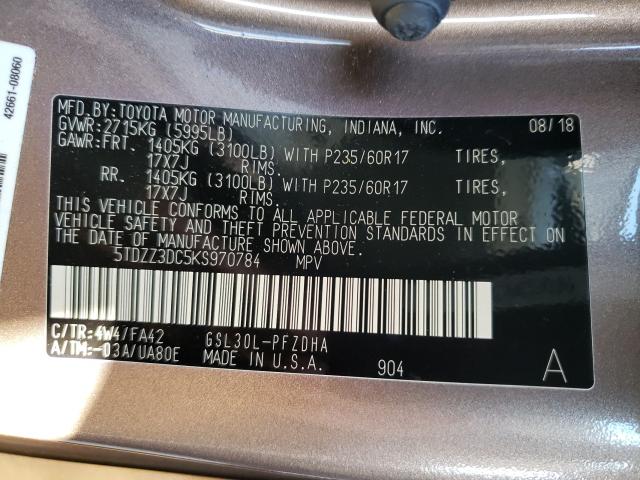 42661-08060
MFD.BY:TOYOTA MOTOR MANUFACTURING, INDIANA, INC. 08/18
GVWR:2715KG (5995LB)
GAWR:FRT. 1405KG (3100LB) WITH P235/60R17 TIRES,
17X7J RIMS.
RR. 1405KG (3100LB) WITH P235/60R17 TIRES,
17X7J RIMS.
THIS VEHICLE CONFORMS TO ALL APPLICABLE FEDERAL MOTOR
VEHICLE SAFETY AND THEFT PREVENTION STANDARDS IN EFFECT ON
THE DATE OF MANUFACTURE SHOWN ABOVE.
5TDZZ3DC5KS970784 MPV
C/TR:4W4/FA42 GSL30L-PFZDHA
A/TM:-03A/UA80E MADE IN U.S.A. 904 A